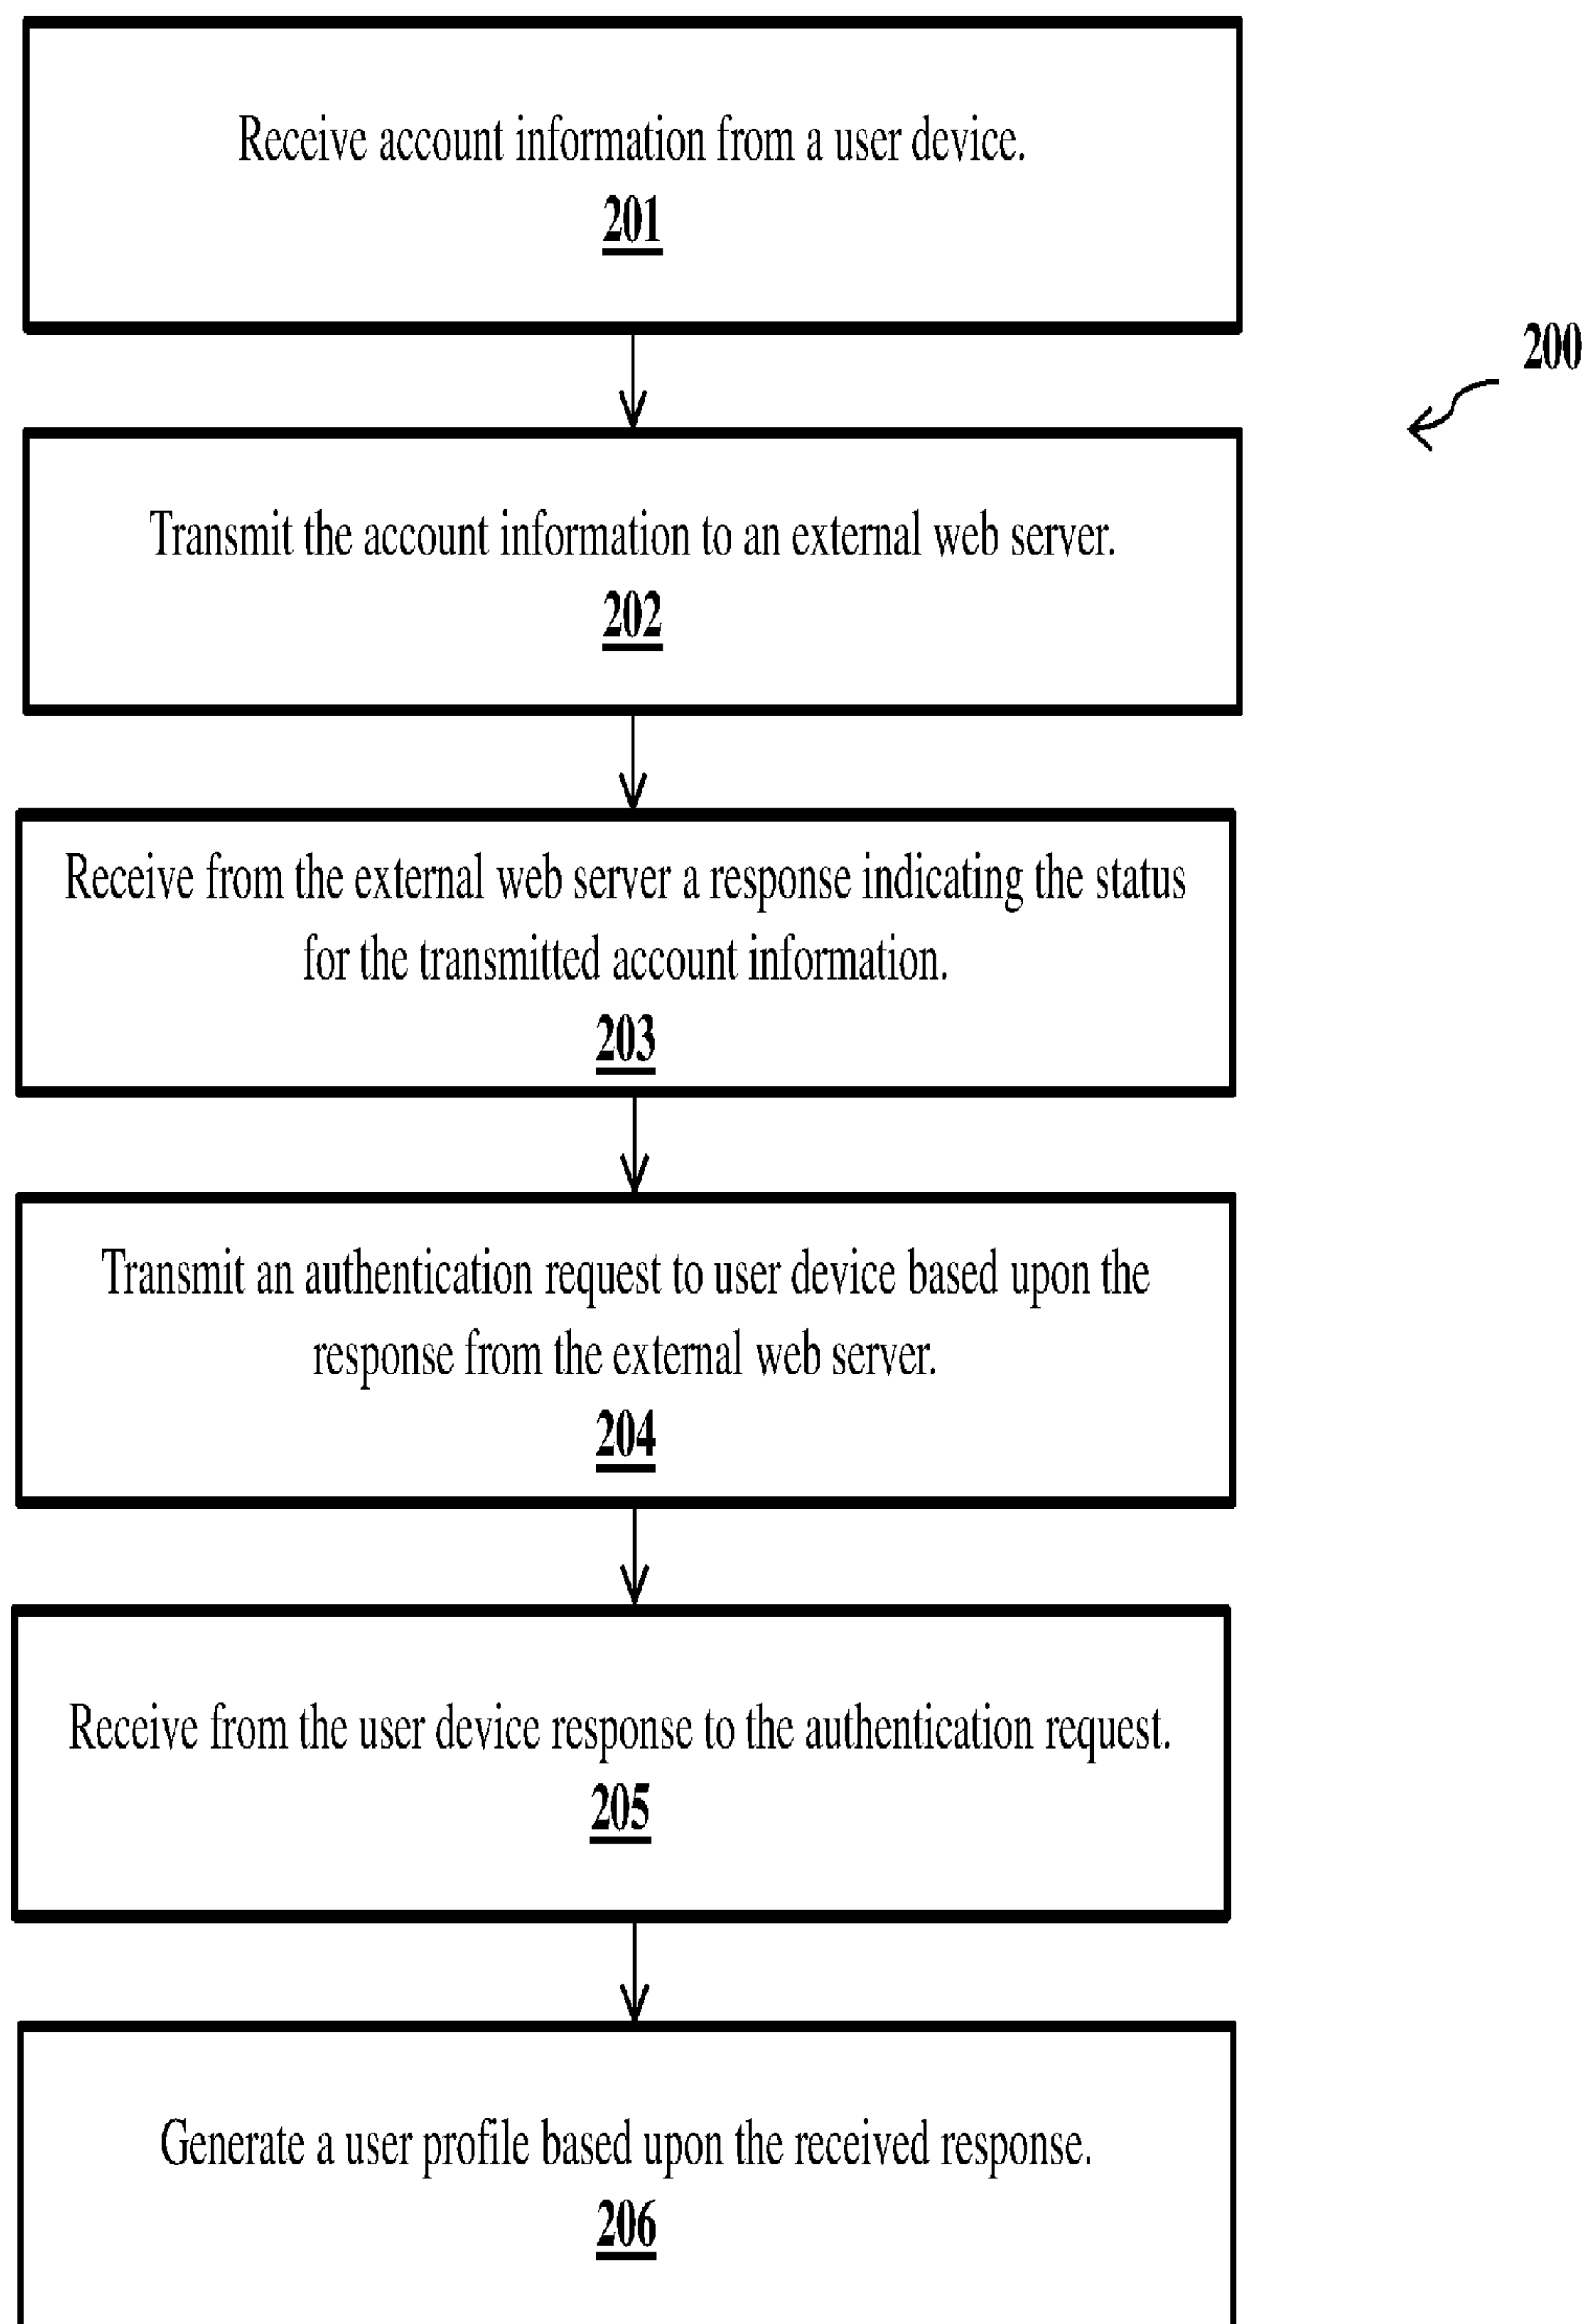 Receive account information from a user device.
201
200
Transmit the account information to an external web server.
202
Receive from the external web server a response indicating the status
for the transmitted account information.
203
Transmit an authentication request to user device based upon the
response from the external web server.
204
Receive from the user device response to the authentication request.
205
Generate a user profile based upon the received response.
206